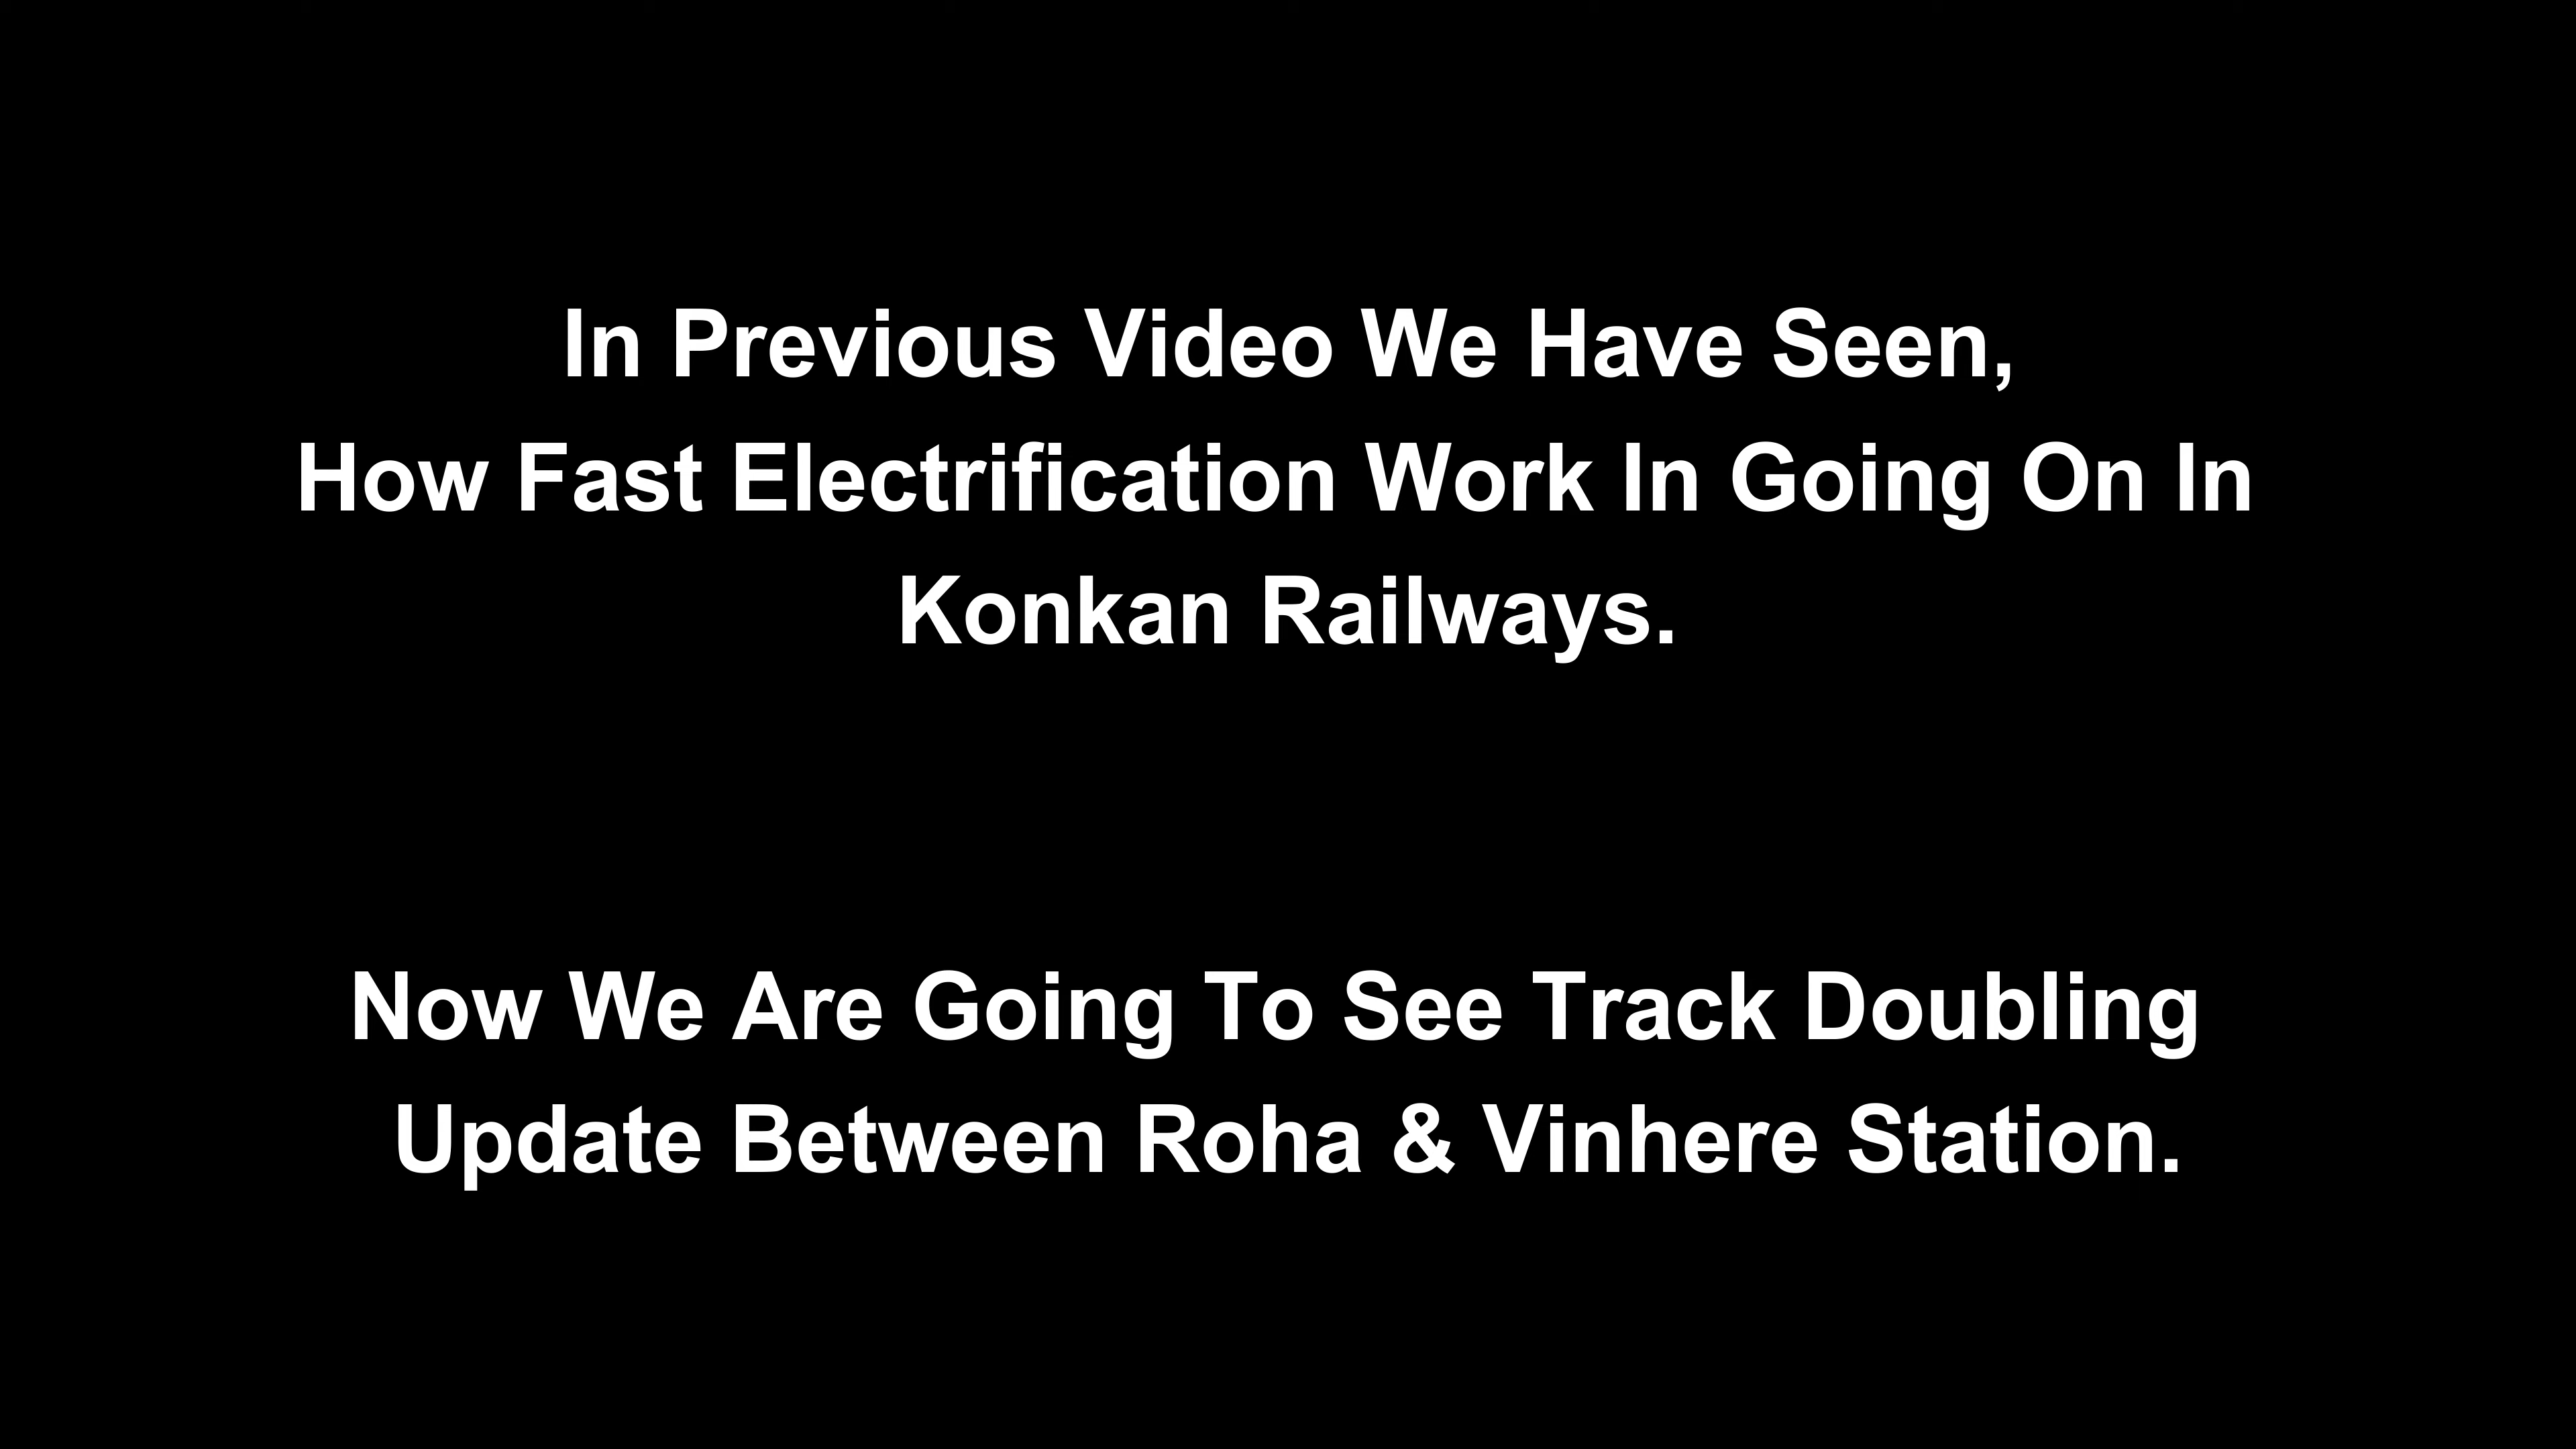 In Previous Video We Have Seen,
How Fast Electrification Work In Going On In
Konkan Railways.
Now We Are Going To See Track Doubling
Update Between Roha & Vinhere Station.